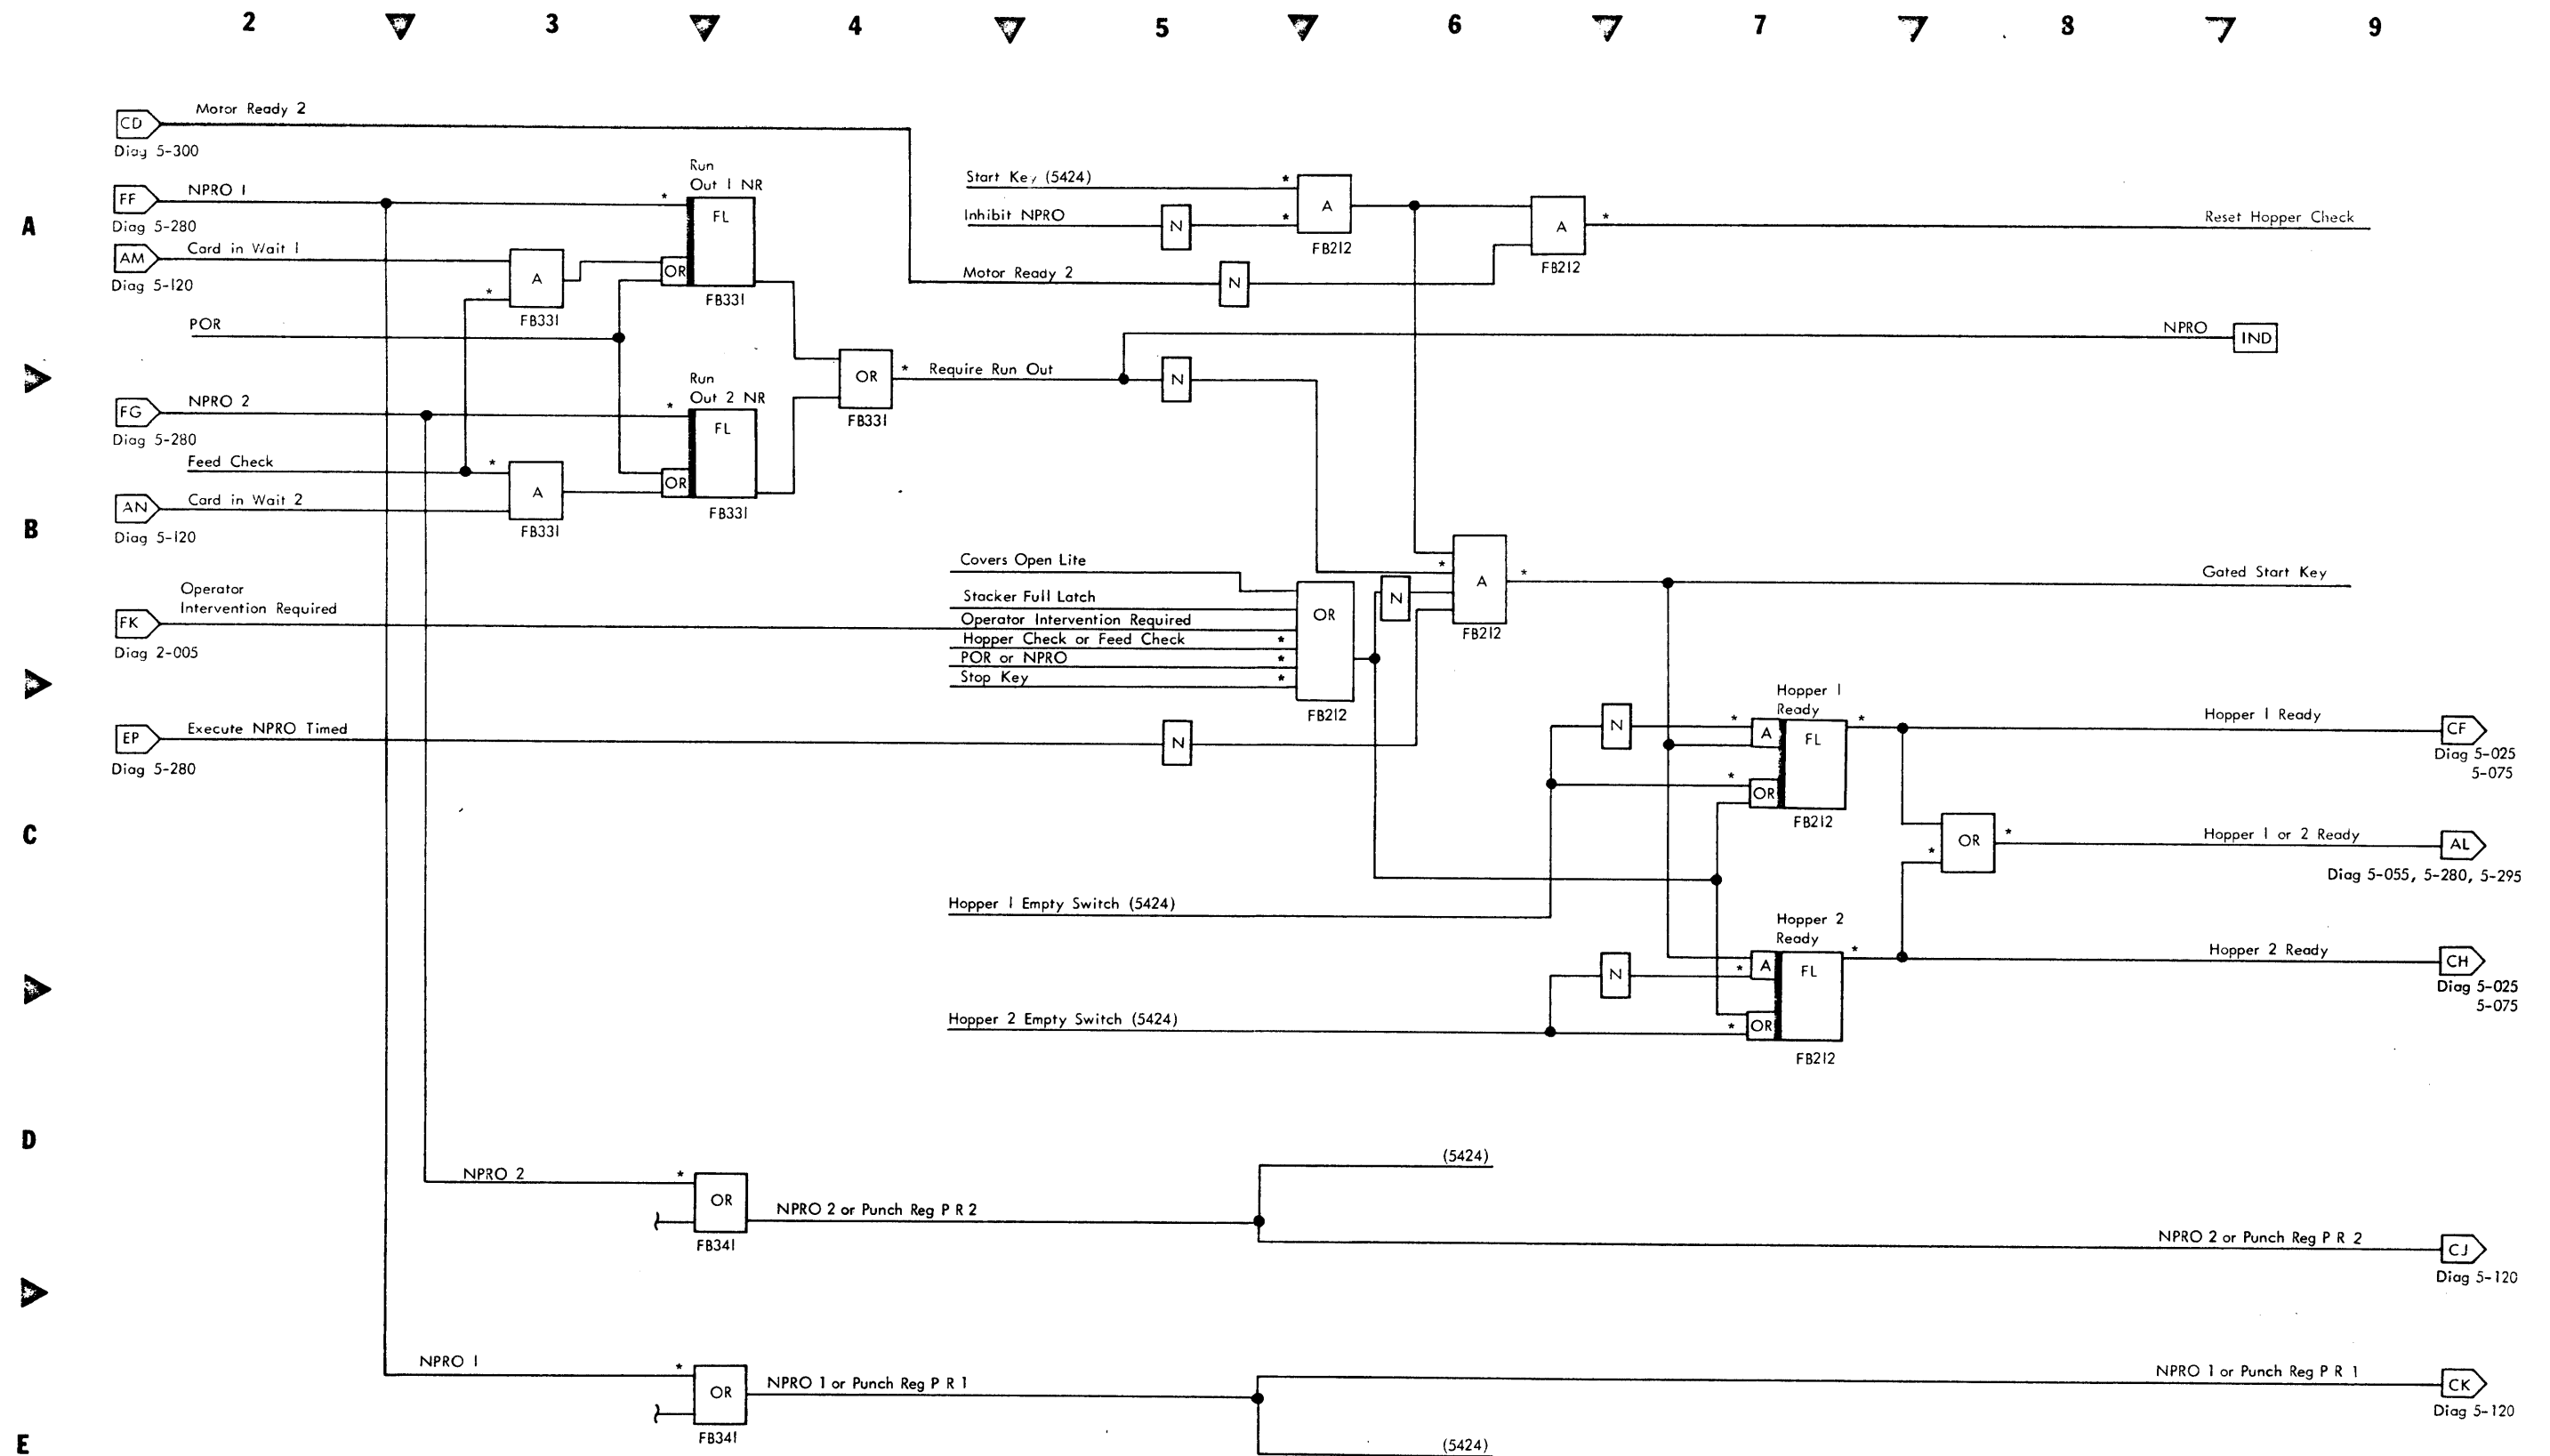 2 3 4 5 6 7 8 9
Motor Ready 2
CD
Diag 5-300
Run
Out 1 NR
NPRO 1
*
FF
FL
Diag 5-280
A
Card in Wait 1
AM
A
OR
Diag 5-120
*
FB331
FB331
POR
Start Key (5424)
*
A
Inhibit NPRO
N
*
FB212
A
*
Reset Hopper Check
FB212
Motor Ready 2
N
NPRO
IND
OR
*
Require Run Out
N
FB331
Run
Out 2 NR
NPRO 2
*
FG
FL
Diag 5-280
Feed Check
*
A
OR
Card in Wait 2
AN
FB331
FB331
B
Diag 5-120
Covers Open Lite
*
A
*
Gated Start Key
FB212
N
Operator
Intervention Required
FK
Diag 2-005
Stacker Full Latch
OR
Operator Intervention Required
Hopper Check or Feed Check
*
POR or NPRO
*
Stop Key
*
FB212
Execute NPRO Timed
EP
N
Diag 5-280
Hopper 1
Ready
N
*
A
FL
*
Hopper 1 Ready
CF
Diag 5-025
5-075
*
OR
FB212
C
OR
*
*
Hopper 1 or 2 Ready
AL
Diag 5-055, 5-280, 5-295
Hopper 1 Empty Switch (5424)
Hopper 2
Ready
N
*
A
FL
*
Hopper 2 Ready
CH
Diag 5-025
5-075
Hopper 2 Empty Switch (5424)
*
OR
FB212
D
NPRO 2
*
OR
FB341
NPRO 2 or Punch Reg P R 2
(5424)
NPRO 2 or Punch Reg P R 2
CJ
Diag 5-120
NPRO 1
*
OR
FB341
NPRO 1 or Punch Reg P R 1
NPRO 1 or Punch Reg P R 1
CK
Diag 5-120
E
(5424)